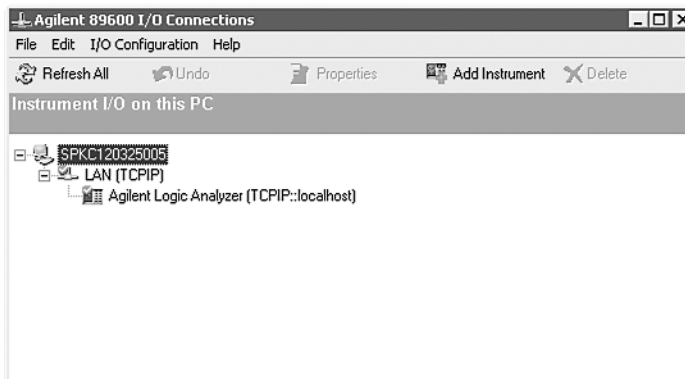 Agilent 89600 I/O Connections
File Edit I/O Configuration Help
Refresh All Undo Properties Add Instrument Delete
Instrument I/O on this PC
SPKC120325005
LAN (TCPIP)
Agilent Logic Analyzer (TCPIP::localhost)